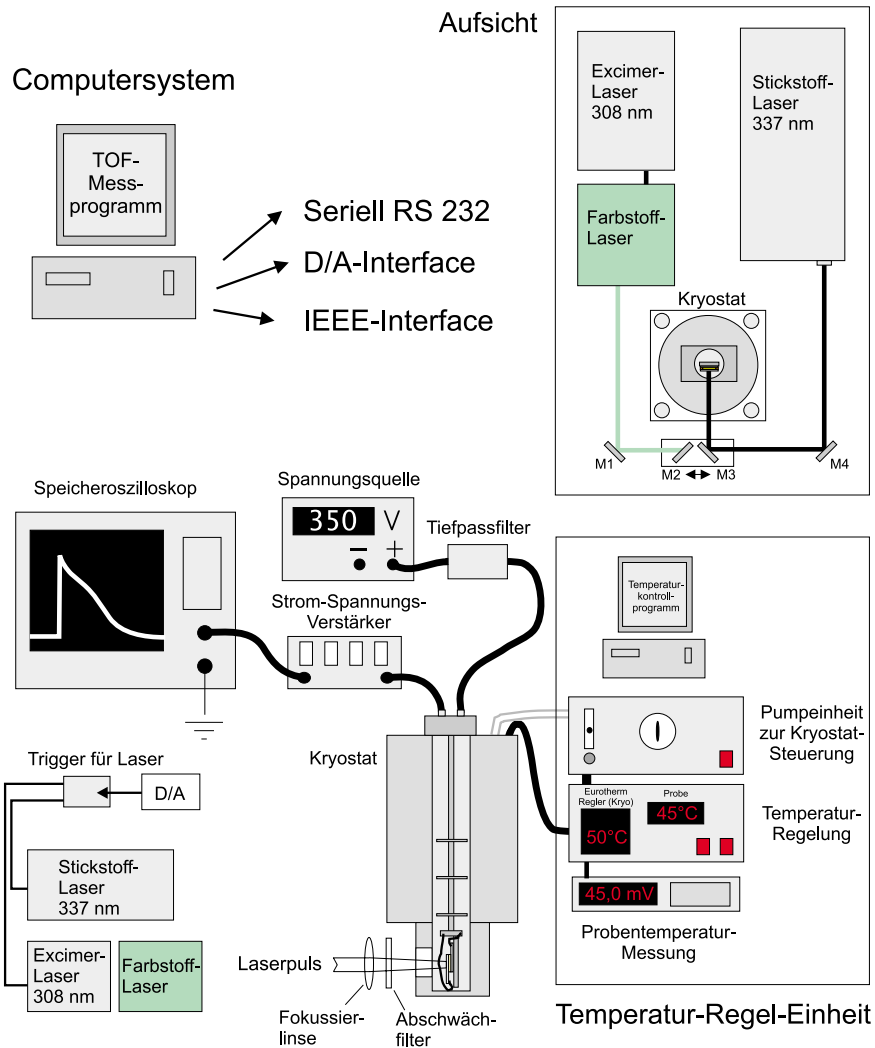 Aufsicht
Computersystem
TOF-
Mess-
programm
Seriell RS 232
D/A-Interface
IEEE-Interface
Excimer-
Laser
308 nm
Stickstoff-
Laser
337 nm
Farbstoff-
Laser
Kryostat
M1
M2
M3
M4
Speicheroszilloskop
Spannungsquelle
350 V
– +
Tiefpassfilter
Strom-Spannungs-
Verstärker
Kryostat
Trigger für Laser
D/A
Stickstoff-
Laser
337 nm
Excimer-
Laser
308 nm
Farbstoff-
Laser
Laserpuls
Fokussier-
linse
Abschwäch-
filter
Temperatur-
kontroll-
programm
Pumpeinheit
zur Kryostat-
Steuerung
Eurotherm
Regler (Kryo)
50°C
Probe
45°C
Temperatur-
Regelung
45,0 mV
Probentemperatur-
Messung
Temperatur-Regel-Einheit